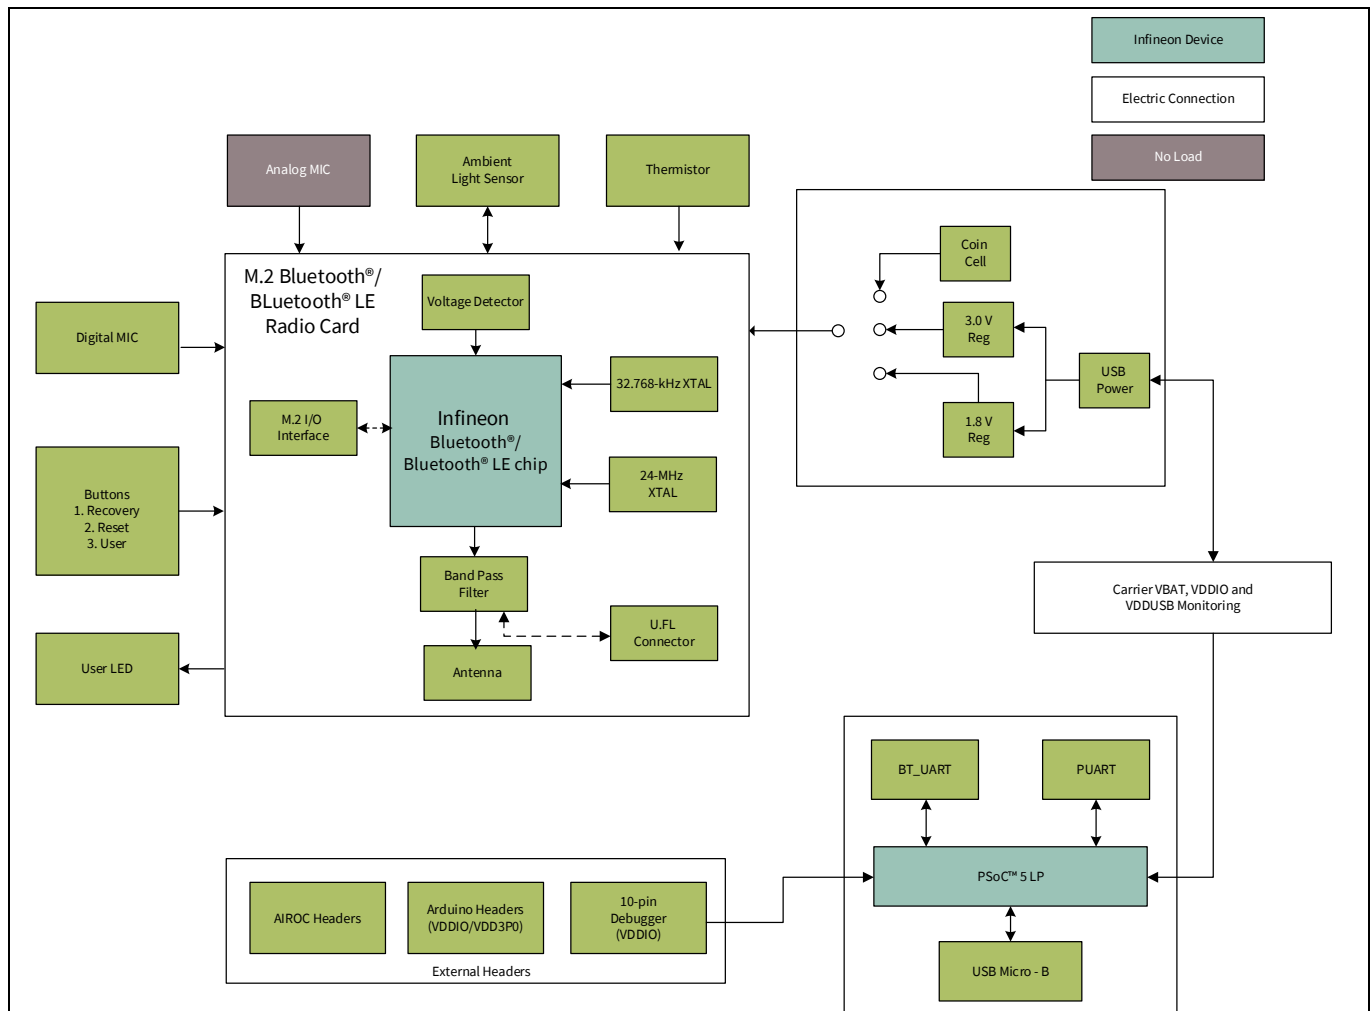 Infineon Device
Electric Connection
No Load
Analog MIC
Ambient
Light Sensor
Thermistor
M.2 Bluetooth®/
BLuetooth® LE
Radio Card
Voltage Detector
Digital MIC
32.768-kHz XTAL
M.2 I/O
Interface
Infineon
Bluetooth®/
Bluetooth® LE chip
24-MHz
XTAL
Buttons
1. Recovery
2. Reset
3. User
Band Pass
Filter
U.FL
Connector
User LED
Antenna
Coin
Cell
3.0 V
Reg
USB
Power
1.8 V
Reg
Carrier VBAT, VDDIO and
VDDUSB Monitoring
BT_UART
PUART
PSoC™ 5 LP
USB Micro - B
AIROC Headers
Arduino Headers
(VDDIO/VDD3P0)
10-pin
Debugger
(VDDIO)
External Headers